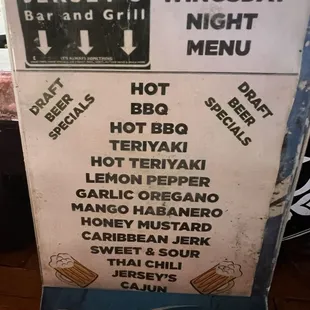 JERSEY'S
Bar and Grill
NIGHT
MENU
DRAFT
BEER
SPECIALS
DRAFT
BEER
SPECIALS
HOT
BBQ
HOT BBQ
TERIYAKI
HOT TERIYAKI
LEMON PEPPER
GARLIC OREGANO
MANGO HABANERO
HONEY MUSTARD
CARIBBEAN JERK
SWEET & SOUR
THAI CHILI
JERSEY'S
CAJUN